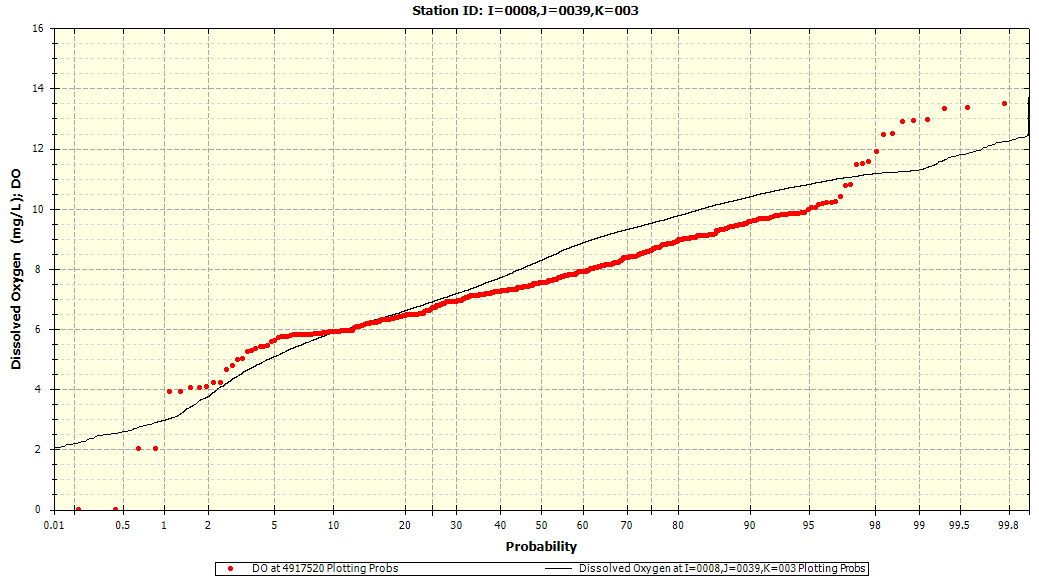 Station ID: I=0008,J=0039,K=003
Dissolved Oxygen (mg/L); DO
16
14
12
10
8
6
4
2
0
0.01 0.5 1 2 5 10 20 30 40 50 60 70 80 90 95 98 99 99.5 99.8
Probability
DO at 4917520 Plotting Probs Dissolved Oxygen at I=0008,J=0039,K=003 Plotting Probs